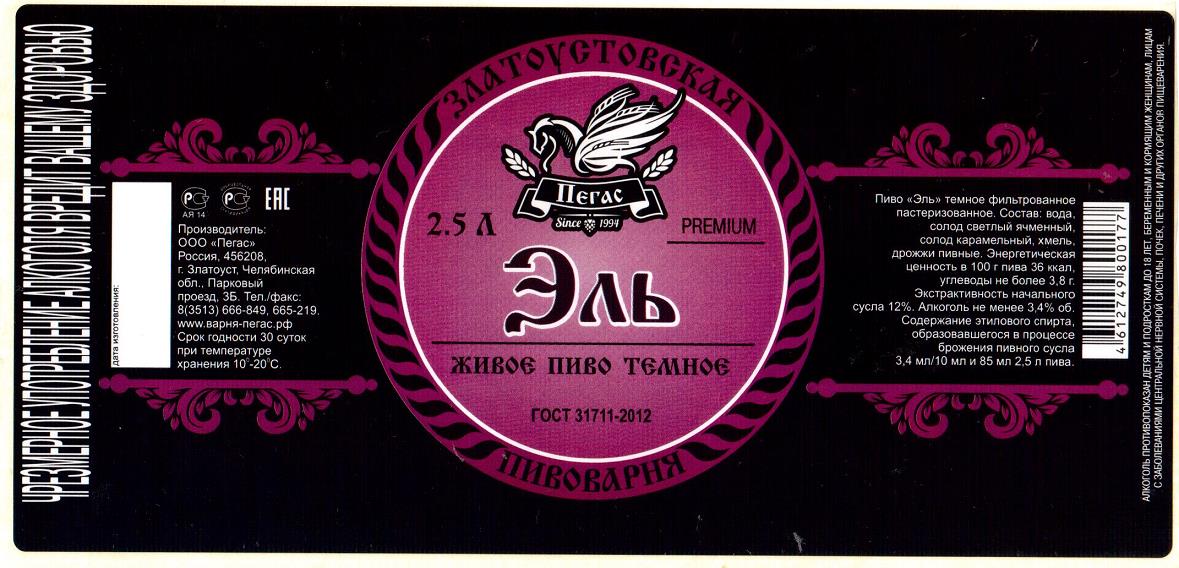 ЧРЕЗМЕРНОЕ УПОТРЕБЛЕНИЕ АЛКОГОЛЯ ВРЕДИТ ВАШЕМУ ЗДОРОВЬЮ
дата изготовления:
АЯ 14
ЕАС
Производитель:
ООО «Пегас»
Россия, 456208,
г. Златоуст, Челябинская
обл., Парковый
проезд, 3Б. Тел./факс:
8(3513) 666-849, 665-219.
www.варня-пегас.рф
Срок годности 30 суток
при температуре
хранения 10°-20°С.
ЗЛАТОУСТОВСКАЯ
Пегас
Since 1994
2.5 Л
PREMIUM
Эль
ЖИВОЕ ПИВО ТЕМНОЕ
ГОСТ 31711-2012
ПИВОВАРНЯ
Пиво «Эль» темное фильтрованное
пастеризованное. Состав: вода,
солод светлый ячменный,
солод карамельный, хмель,
дрожжи пивные. Энергетическая
ценность в 100 г пива 36 ккал,
углеводы не более 3,8 г.
Экстрактивность начального
сусла 12%. Алкоголь не менее 3,4% об.
Содержание этилового спирта,
образовавшегося в процессе
брожения пивного сусла
3,4 мл/10 мл и 85 мл 2,5 л пива.
4 612749 800177
АЛКОГОЛЬ ПРОТИВОПОКАЗАН ДЕТЯМ И ПОДРОСТКАМ ДО 18 ЛЕТ, БЕРЕМЕННЫМ И КОРМЯЩИМ ЖЕНЩИНАМ, ЛИЦАМ
С ЗАБОЛЕВАНИЯМИ ЦЕНТРАЛЬНОЙ НЕРВНОЙ СИСТЕМЫ, ПОЧЕК, ПЕЧЕНИ И ДРУГИХ ОРГАНОВ ПИЩЕВАРЕНИЯ.